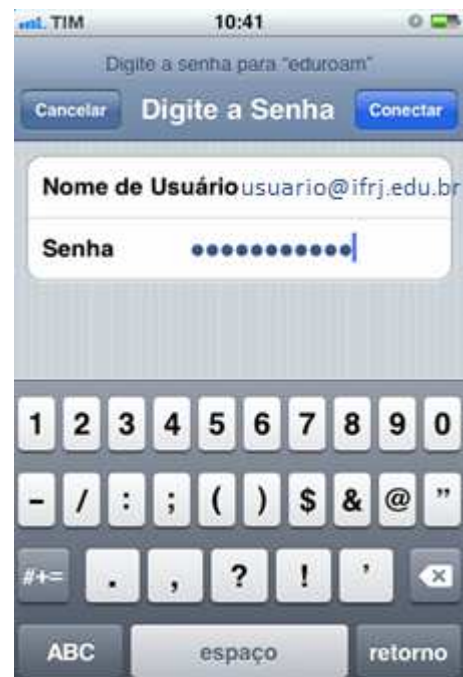 TIM 10:41
Digite a senha para "eduroam"
Cancelar Digite a Senha Conectar
Nome de Usuário usuario@ifrj.edu.br
Senha ●●●●●●●●●●●
1 2 3 4 5 6 7 8 9 0
- / : ; ( ) $ & @ "
#+= . , ? ! '
ABC espaço retorno